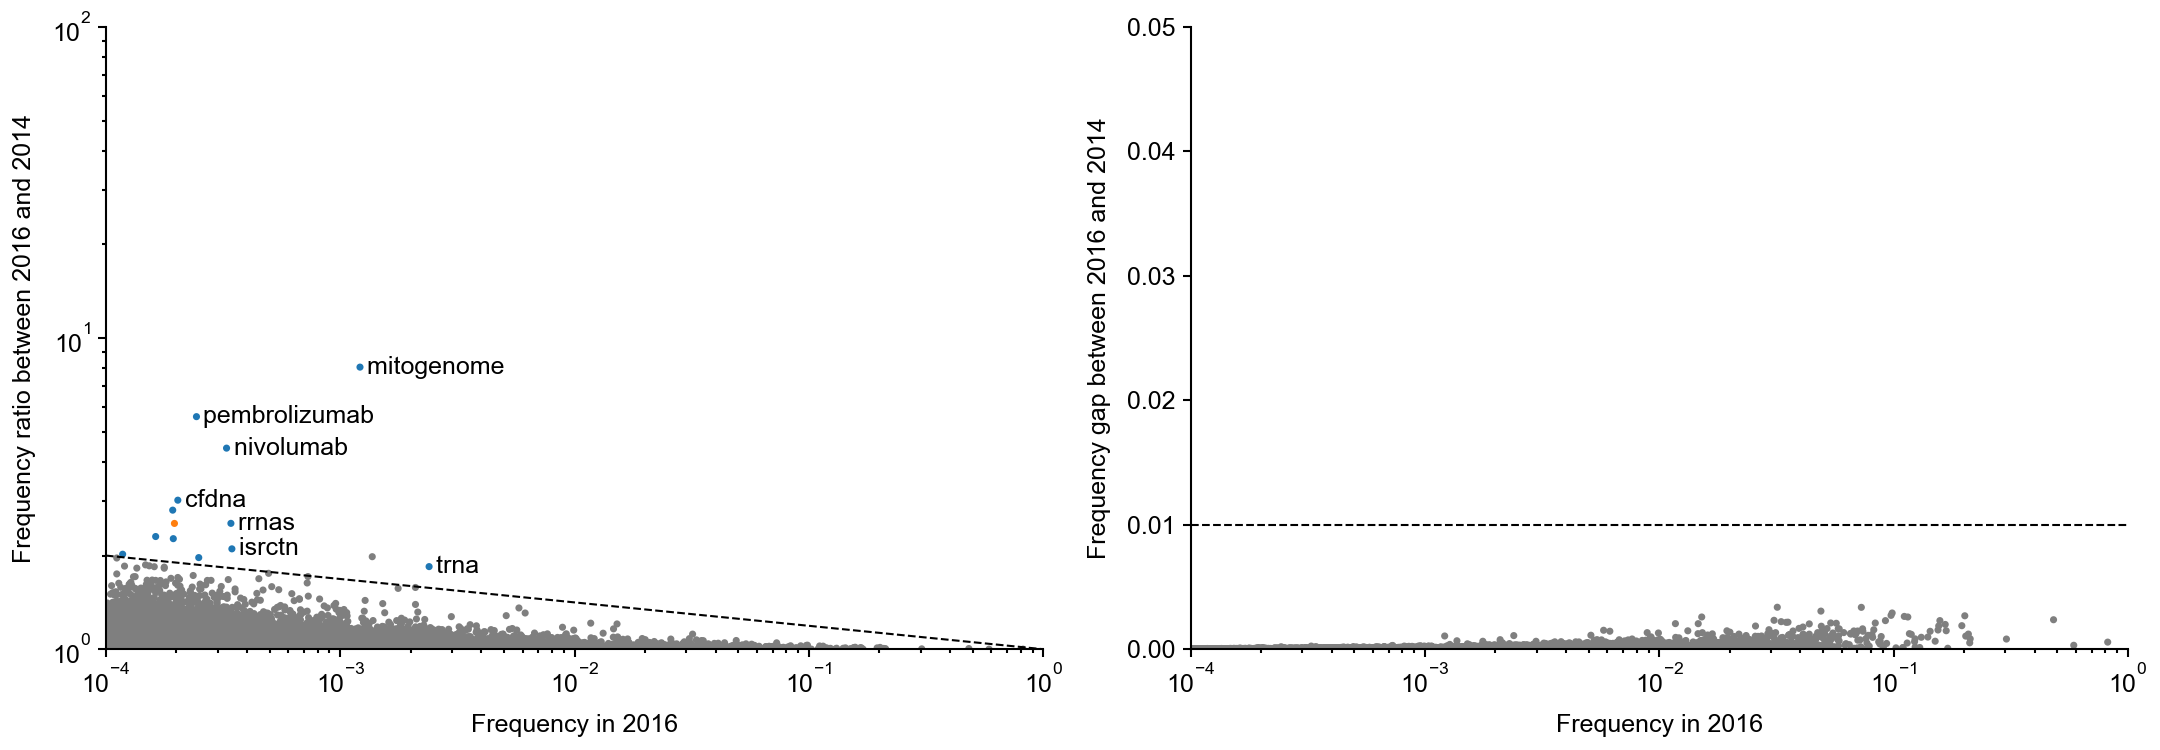 Frequency ratio between 2016 and 2014
10^2
10^1
10^0
mitogenome
pembrolizumab
nivolumab
cfdna
rrnas
isrctn
trna
10^−4
10^−3
10^−2
10^−1
10^0
Frequency in 2016
Frequency gap between 2016 and 2014
0.05
0.04
0.03
0.02
0.01
0.00
10^−4
10^−3
10^−2
10^−1
10^0
Frequency in 2016